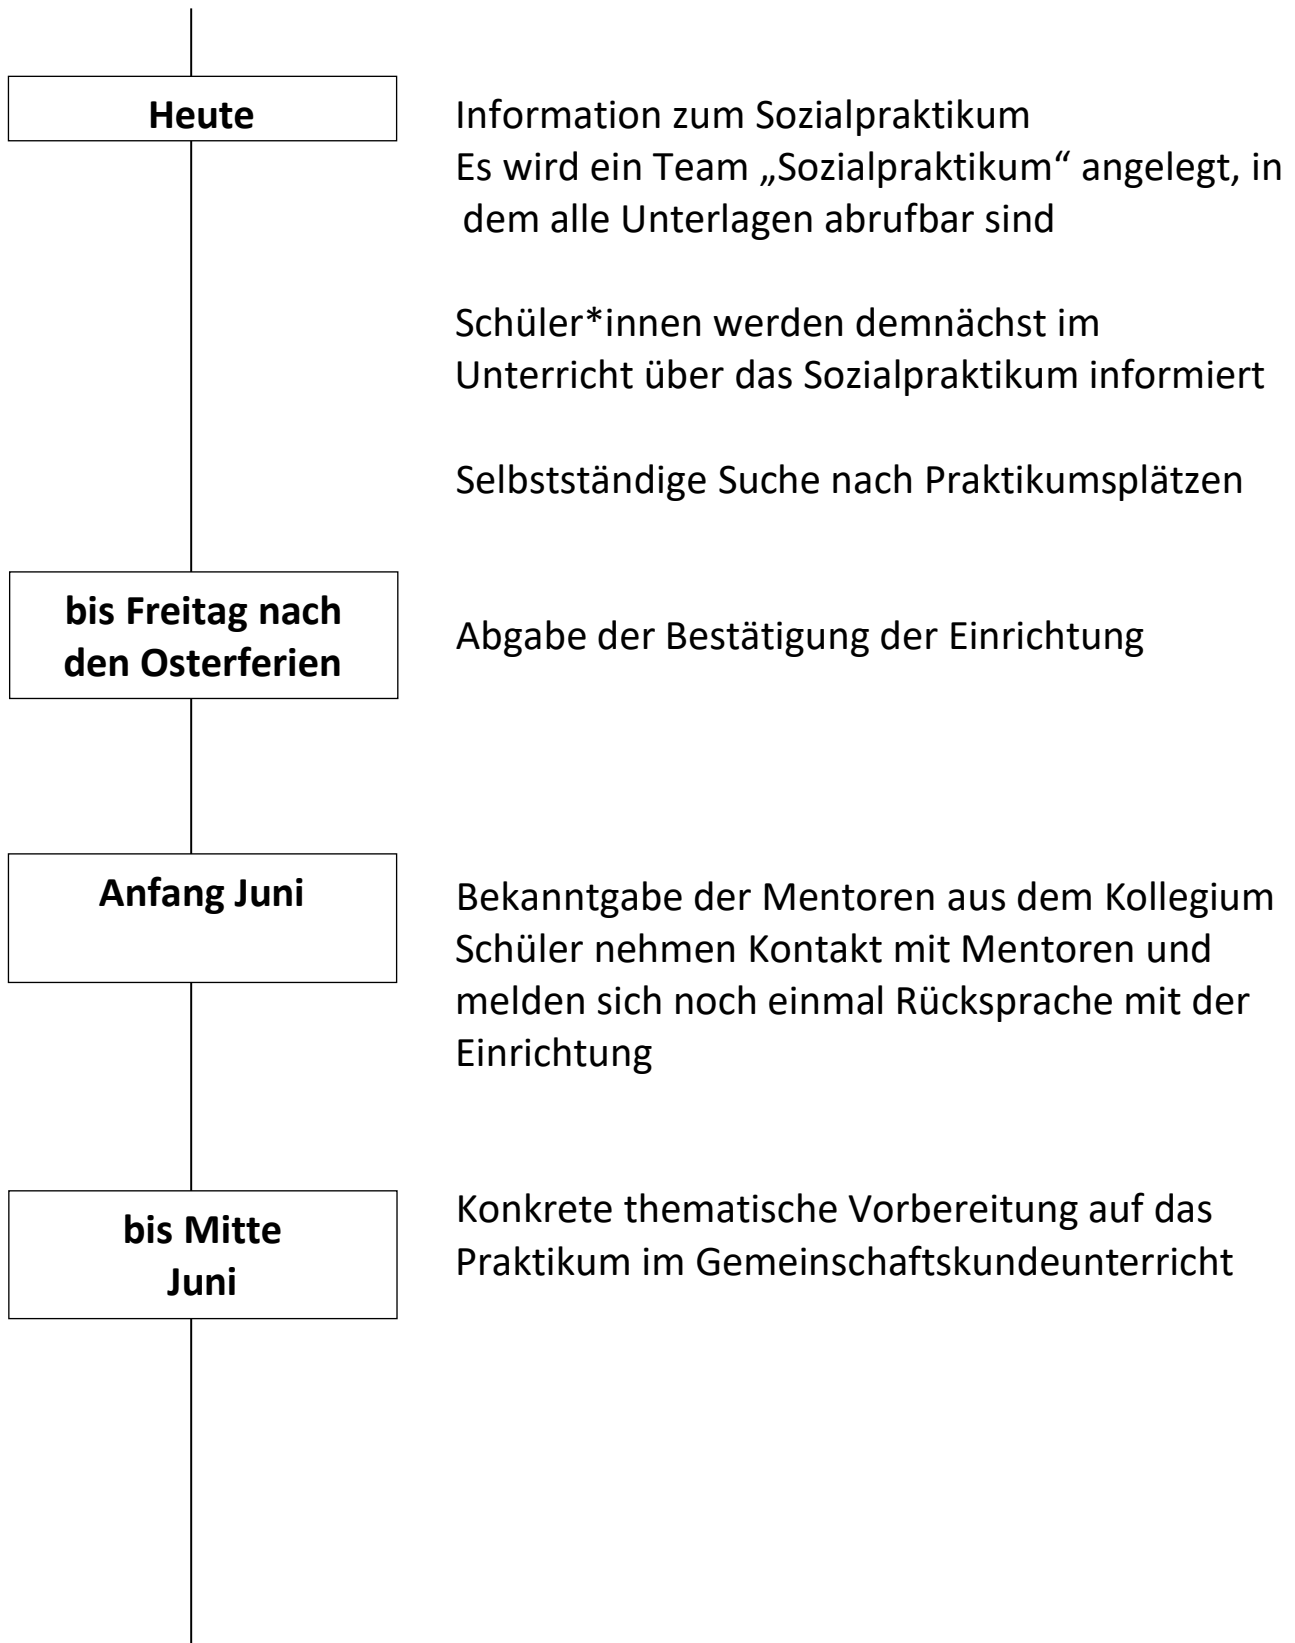 Heute
Information zum Sozialpraktikum
Es wird ein Team „Sozialpraktikum“ angelegt, in
dem alle Unterlagen abrufbar sind
Schüler*innen werden demnächst im
Unterricht über das Sozialpraktikum informiert
Selbstständige Suche nach Praktikumsplätzen
bis Freitag nach
den Osterferien
Abgabe der Bestätigung der Einrichtung
Anfang Juni
Bekanntgabe der Mentoren aus dem Kollegium
Schüler nehmen Kontakt mit Mentoren und
melden sich noch einmal Rücksprache mit der
Einrichtung
bis Mitte
Juni
Konkrete thematische Vorbereitung auf das
Praktikum im Gemeinschaftskundeunterricht